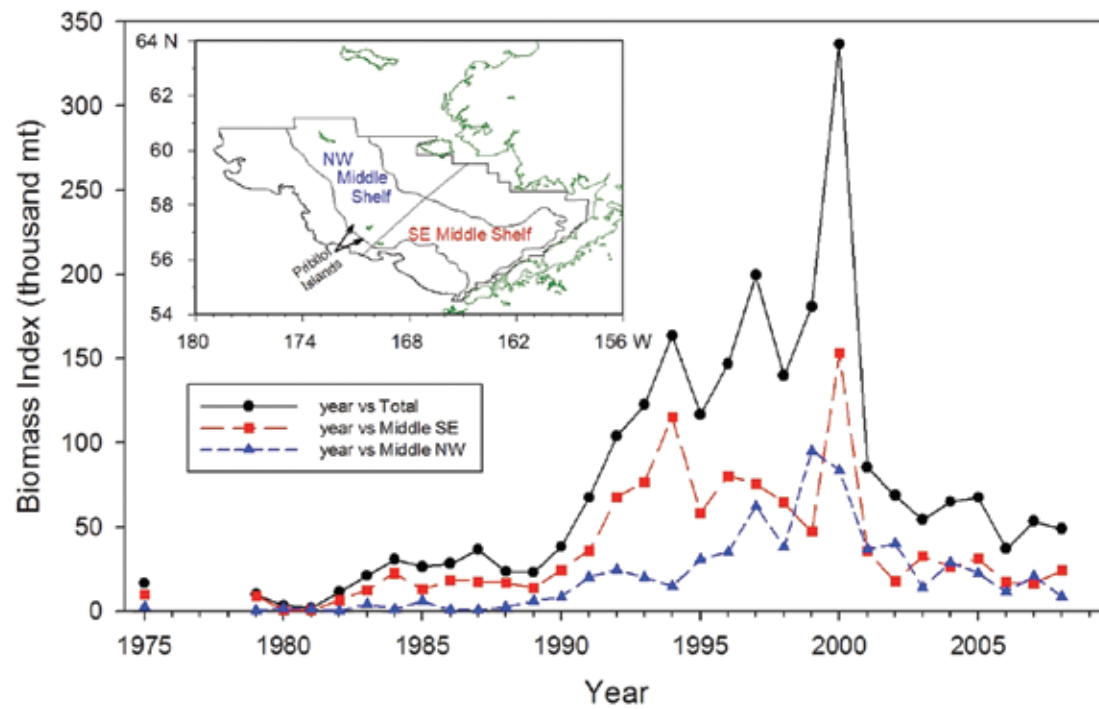 350
300
250
200
150
100
50
0
Biomass Index (thousand mt)
1975
1980
1985
1990
1995
2000
2005
Year
64 N
62
60
58
56
54
180
174
168
162
156 W
NW
Middle
Shelf
SE Middle Shelf
Pribilof
Islands
year vs Total
year vs Middle SE
year vs Middle NW